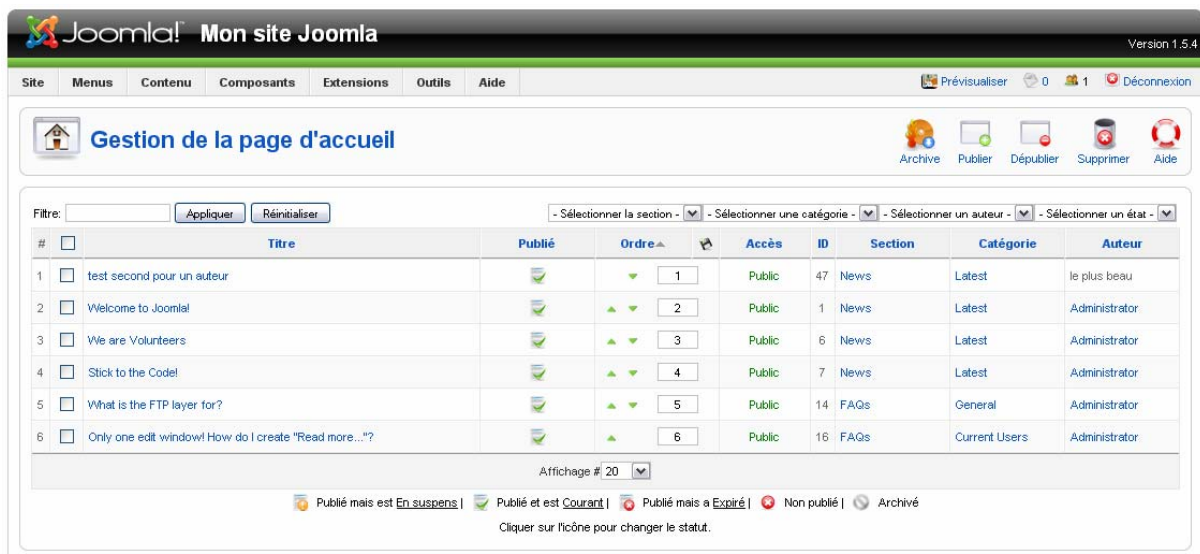 Joomla! Mon site Joomla
Version 1.5.4
Site Menus Contenu Composants Extensions Outils Aide Prévisualiser 0 1 Déconnexion
Gestion de la page d'accueil
Archive Publier Dépublier Supprimer Aide
Filtre: Appliquer Réinitialiser - Sélectionner la section - - Sélectionner une catégorie - - Sélectionner un auteur - - Sélectionner un état -
# Titre Publié Ordre Accès ID Section Catégorie Auteur
1 test second pour un auteur 1 Public 47 News Latest le plus beau
2 Welcome to Joomla! 2 Public 1 News Latest Administrator
3 We are Volunteers 3 Public 6 News Latest Administrator
4 Stick to the Code! 4 Public 7 News Latest Administrator
5 What is the FTP layer for? 5 Public 14 FAQs General Administrator
6 Only one edit window! How do I create "Read more..."? 6 Public 16 FAQs Current Users Administrator
Affichage # 20
Publié mais est En suspens | Publié et est Courant | Publié mais a Expiré | Non publié | Archivé
Cliquer sur l'icône pour changer le statut.